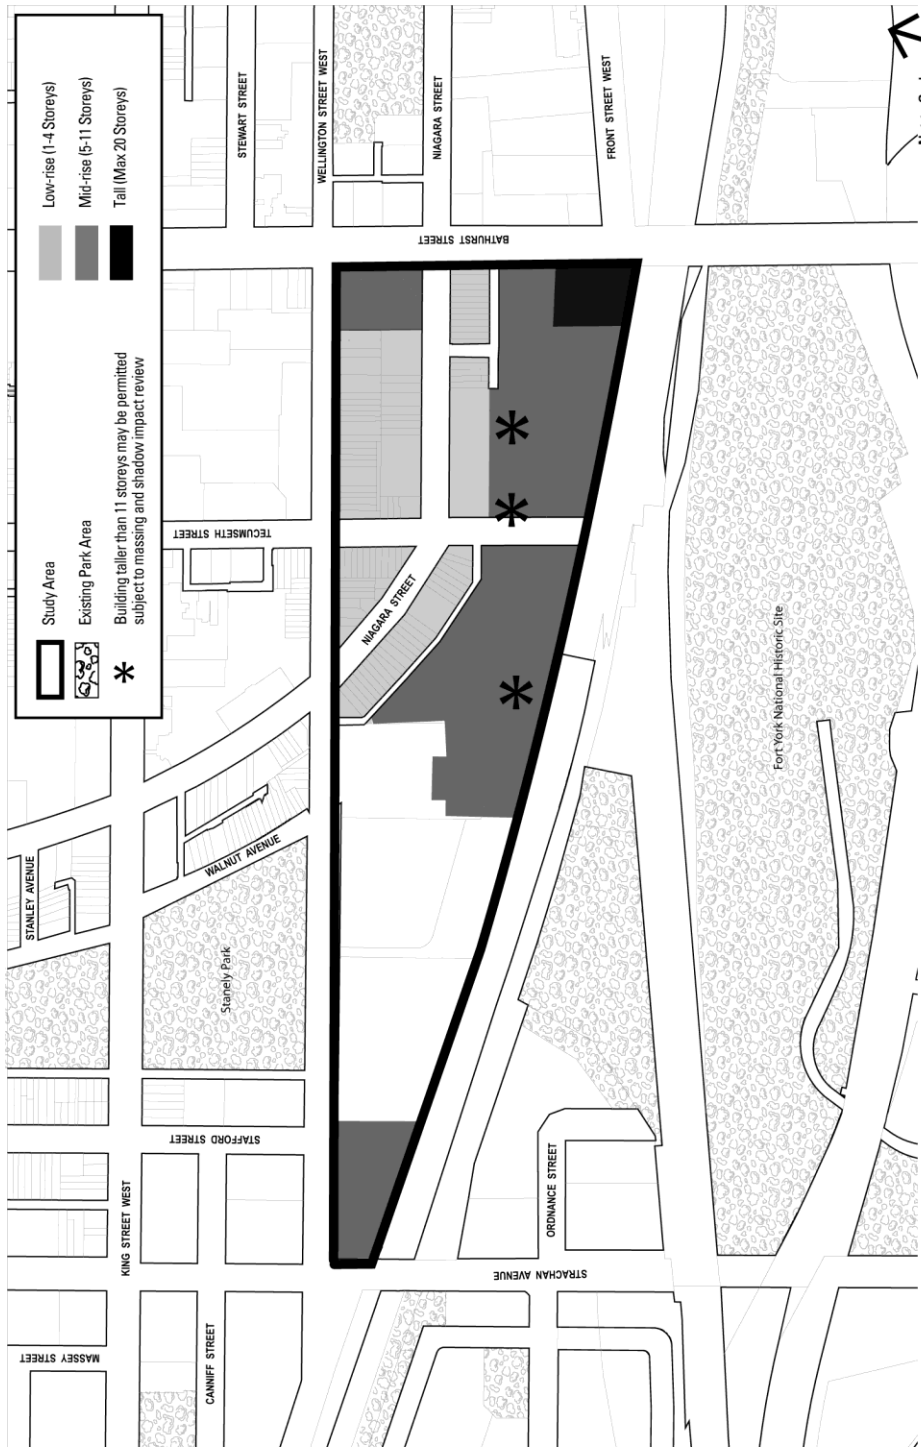 Study Area
Existing Park Area
Building taller than 11 storeys may be permitted
subject to massing and shadow impact review
Low-rise (1-4 Storeys)
Mid-rise (5-11 Storeys)
Tall (Max 20 Storeys)
STEWART STREET
WELLINGTON STREET WEST
NIAGARA STREET
FRONT STREET WEST
BATHURST STREET
TECUMSETH STREET
NIAGARA STREET
STANLEY AVENUE
WALNUT AVENUE
Stanely Park
Fort York National Historic Site
STAFFORD STREET
KING STREET WEST
ORDNANCE STREET
STRACHAN AVENUE
MASSEY STREET
CANNIFF STREET